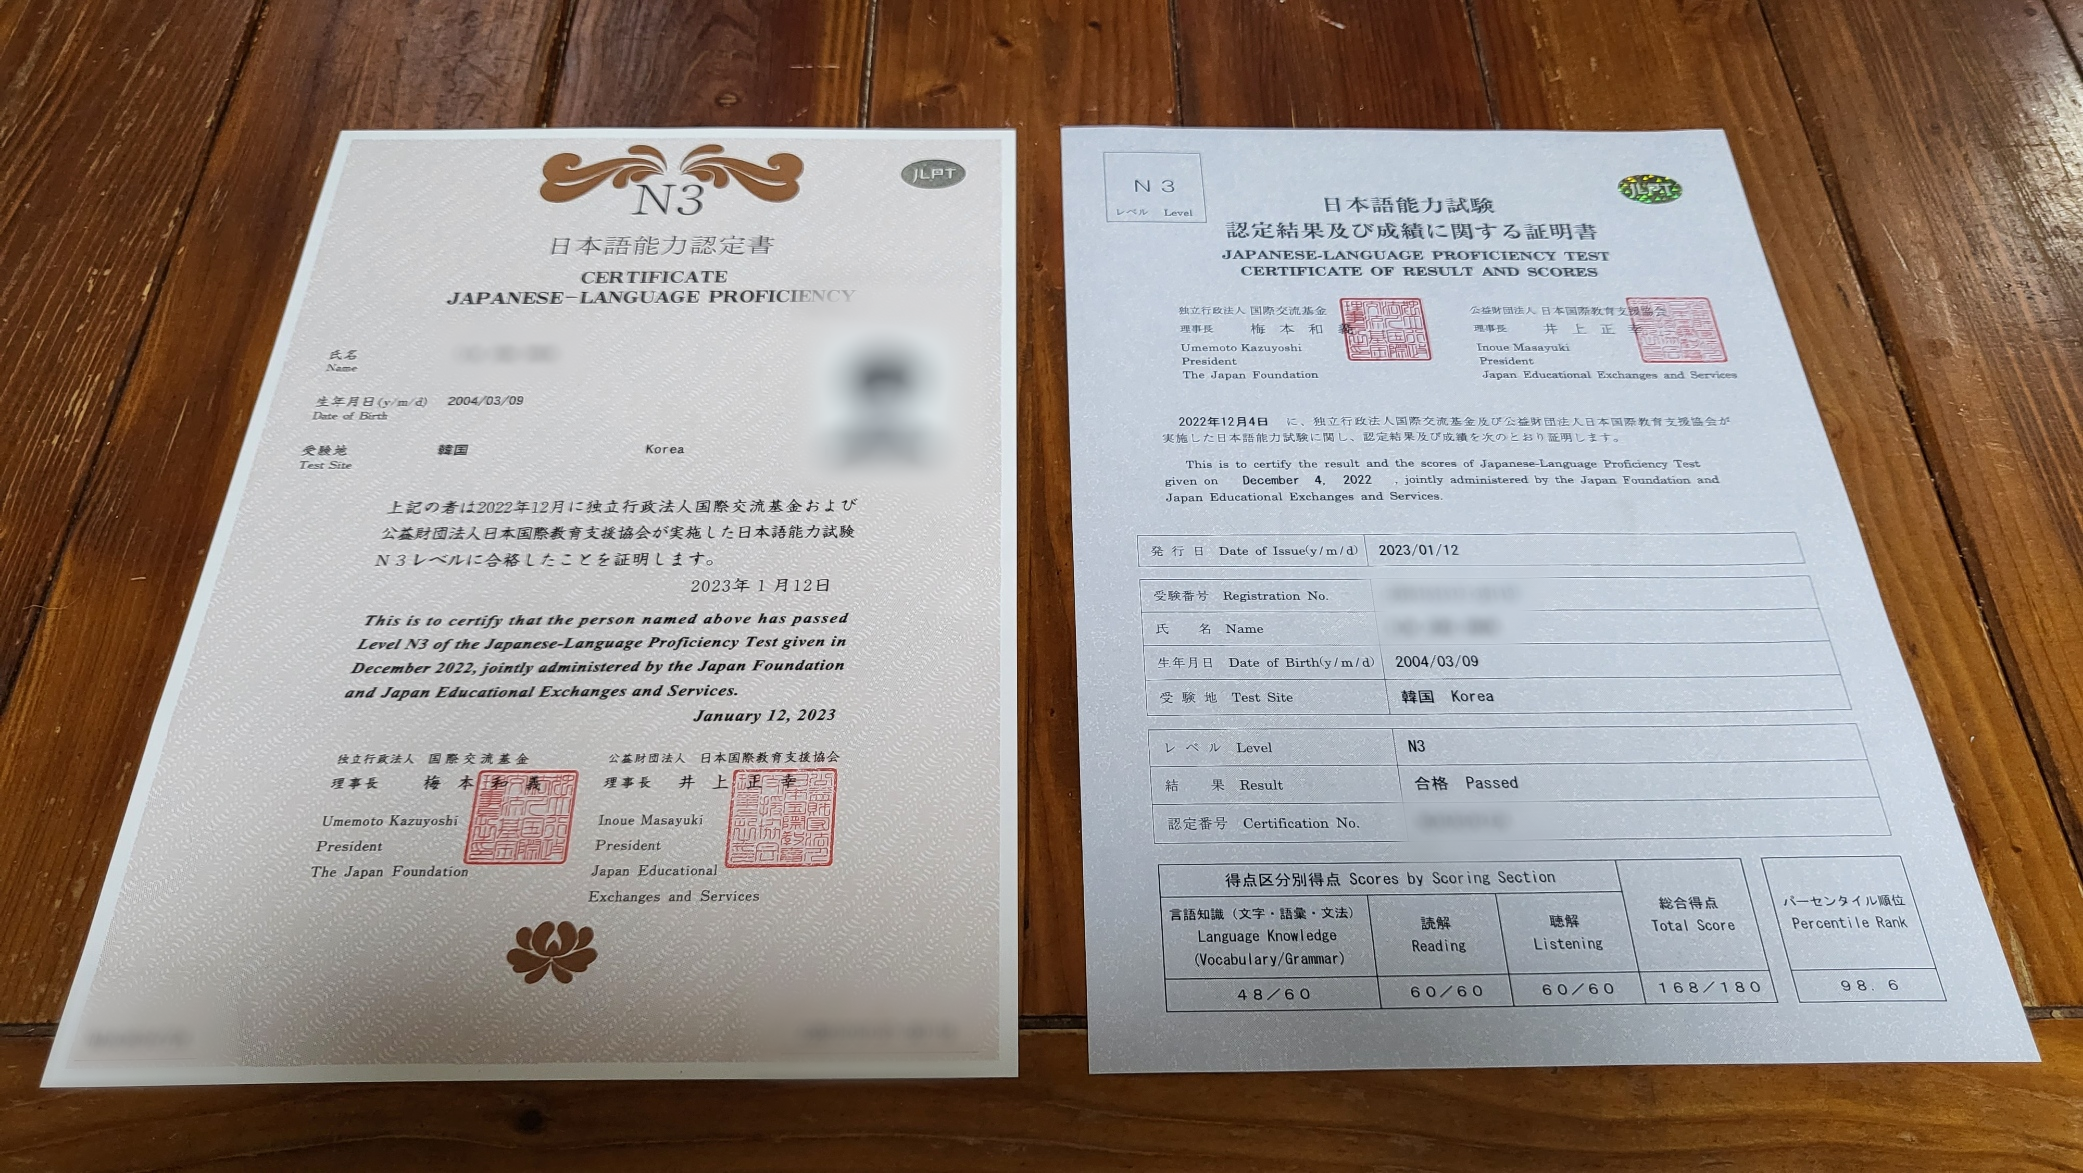 N3
JLPT
日本語能力認定書
CERTIFICATE
JAPANESE-LANGUAGE PROFICIENCY
氏名
Name
生年月日(y/m/d) 2004/03/09
Date of Birth
受験地 韓国 Korea
Test Site
上記の者は2022年12月に独立行政法人国際交流基金および
公益財団法人日本国際教育支援協会が実施した日本語能力試験
N3レベルに合格したことを証明します。
2023年1月12日
This is to certify that the person named above has passed
Level N3 of the Japanese-Language Proficiency Test given in
December 2022, jointly administered by the Japan Foundation
and Japan Educational Exchanges and Services.
January 12, 2023
独立行政法人 国際交流基金
理事長 梅本和義
Umemoto Kazuyoshi
President
The Japan Foundation
公益財団法人 日本国際教育支援協会
理事長 井上正幸
Inoue Masayuki
President
Japan Educational
Exchanges and Services
N3
レベル Level
JLPT
日本語能力試験
認定結果及び成績に関する証明書
JAPANESE-LANGUAGE PROFICIENCY TEST
CERTIFICATE OF RESULT AND SCORES
独立行政法人 国際交流基金
理事長 梅本和義
Umemoto Kazuyoshi
President
The Japan Foundation
公益財団法人 日本国際教育支援協会
理事長 井上正幸
Inoue Masayuki
President
Japan Educational Exchanges and Services
2022年12月4日 に、独立行政法人国際交流基金及び公益財団法人日本国際教育支援協会が
実施した日本語能力試験に関し、認定結果及び成績を次のとおり証明します。
This is to certify the result and the scores of Japanese-Language Proficiency Test
given on December 4, 2022 , jointly administered by the Japan Foundation and
Japan Educational Exchanges and Services.
発行日 Date of Issue(y/m/d) 2023/01/12
受験番号 Registration No.
氏名 Name
生年月日 Date of Birth(y/m/d) 2004/03/09
受験地 Test Site 韓国 Korea
レベル Level N3
結果 Result 合格 Passed
認定番号 Certification No.
得点区分別得点 Scores by Scoring Section
言語知識(文字・語彙・文法)
Language Knowledge
(Vocabulary/Grammar)
読解
Reading
聴解
Listening
総合得点
Total Score
パーセンタイル順位
Percentile Rank
48/60 60/60 60/60 168/180 98.6